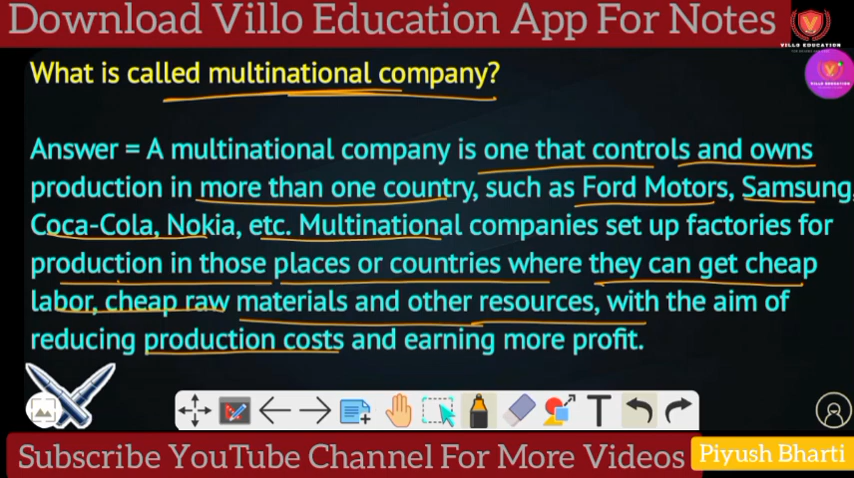 Download Villo Education App For Notes
VILLO EDUCATION
What is called multinational company?
VILLO EDUCATION
Answer = A multinational company is one that controls and owns
production in more than one country, such as Ford Motors, Samsung,
Coca-Cola, Nokia, etc. Multinational companies set up factories for
production in those places or countries where they can get cheap
labor, cheap raw materials and other resources, with the aim of
reducing production costs and earning more profit.
T
Subscribe YouTube Channel For More Videos
Piyush Bharti